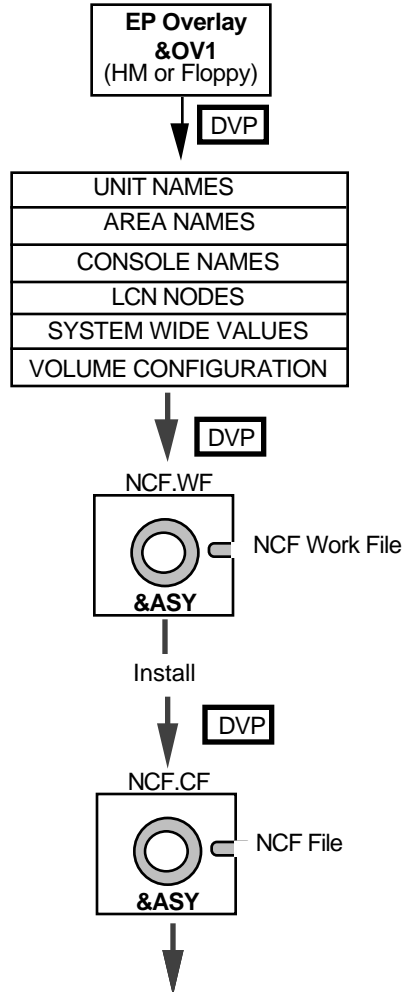 EP Overlay
&OV1
(HM or Floppy)
DVP
UNIT NAMES
AREA NAMES
CONSOLE NAMES
LCN NODES
SYSTEM WIDE VALUES
VOLUME CONFIGURATION
DVP
NCF.WF
NCF Work File
&ASY
Install
DVP
NCF.CF
NCF File
&ASY